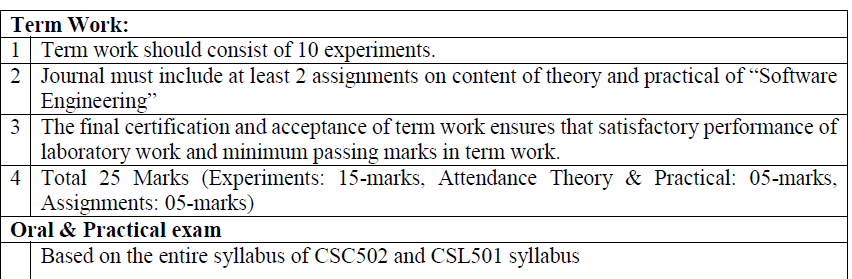 Term Work:
1 Term work should consist of 10 experiments.
2 Journal must include at least 2 assignments on content of theory and practical of “Software
Engineering”
3 The final certification and acceptance of term work ensures that satisfactory performance of
laboratory work and minimum passing marks in term work.
4 Total 25 Marks (Experiments: 15-marks, Attendance Theory & Practical: 05-marks,
Assignments: 05-marks)
Oral & Practical exam
Based on the entire syllabus of CSC502 and CSL501 syllabus